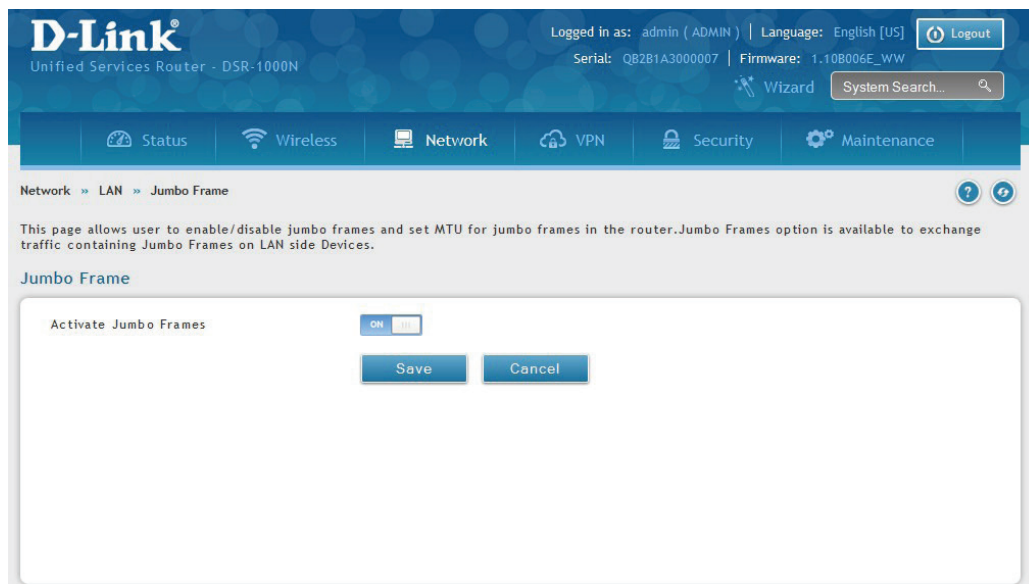 D-Link®
Unified Services Router - DSR-1000N
Logged in as: admin ( ADMIN ) | Language: English [US]
Logout
Serial: QB2B1A3000007 | Firmware: 1.10B006E_WW
Wizard
System Search...
Status
Wireless
Network
VPN
Security
Maintenance
Network » LAN » Jumbo Frame
?
This page allows user to enable/disable jumbo frames and set MTU for jumbo frames in the router.Jumbo Frames option is available to exchange
traffic containing Jumbo Frames on LAN side Devices.
Jumbo Frame
Activate Jumbo Frames
ON
Save
Cancel